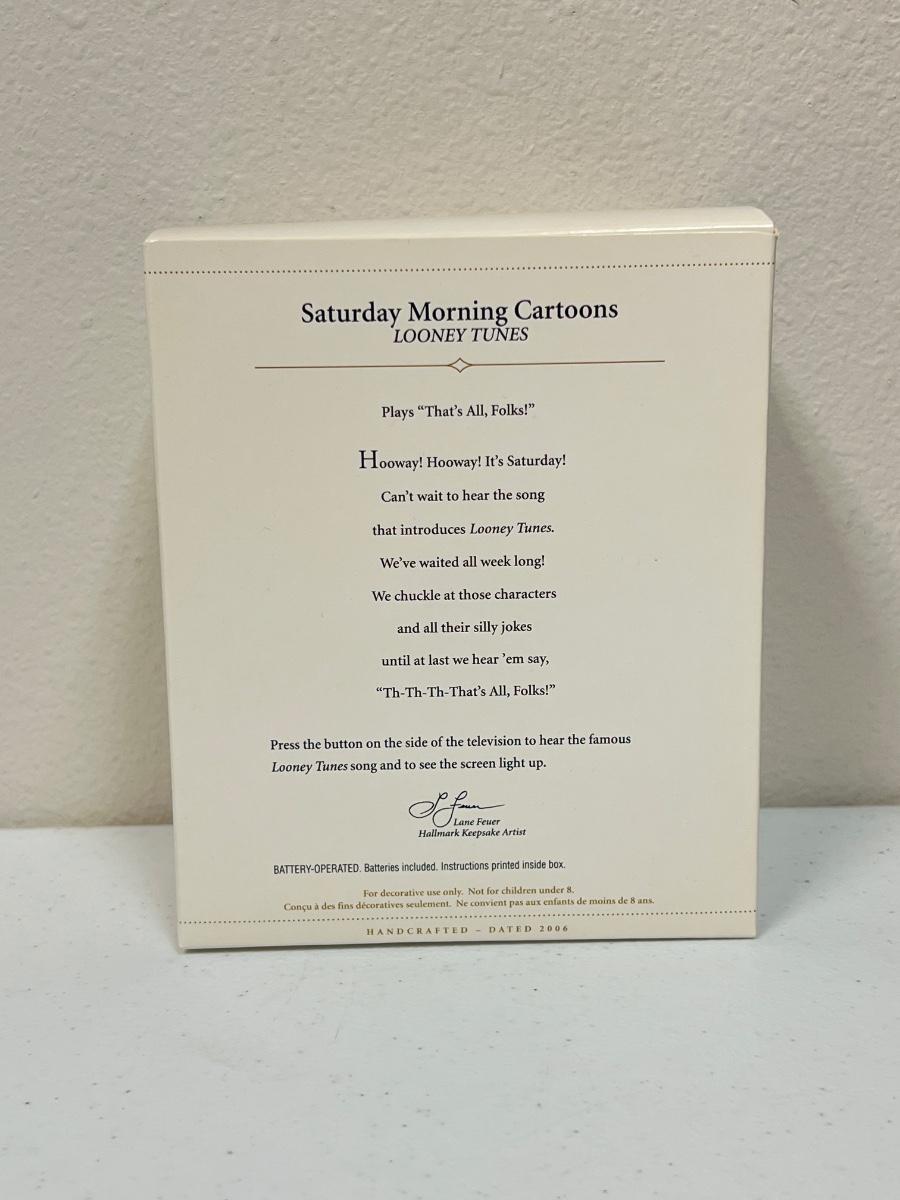 Saturday Morning Cartoons
LOONEY TUNES
Plays “That’s All, Folks!”
Hooway! Hooway! It’s Saturday!
Can’t wait to hear the song
that introduces Looney Tunes.
We’ve waited all week long!
We chuckle at those characters
and all their silly jokes
until at last we hear ’em say,
“Th-Th-Th-That’s All, Folks!”
Press the button on the side of the television to hear the famous
Looney Tunes song and to see the screen light up.
L Feuer
Lane Feuer
Hallmark Keepsake Artist
BATTERY-OPERATED. Batteries included. Instructions printed inside box.
For decorative use only. Not for children under 8.
Conçu à des fins décoratives seulement. Ne convient pas aux enfants de moins de 8 ans.
HANDCRAFTED – DATED 2006